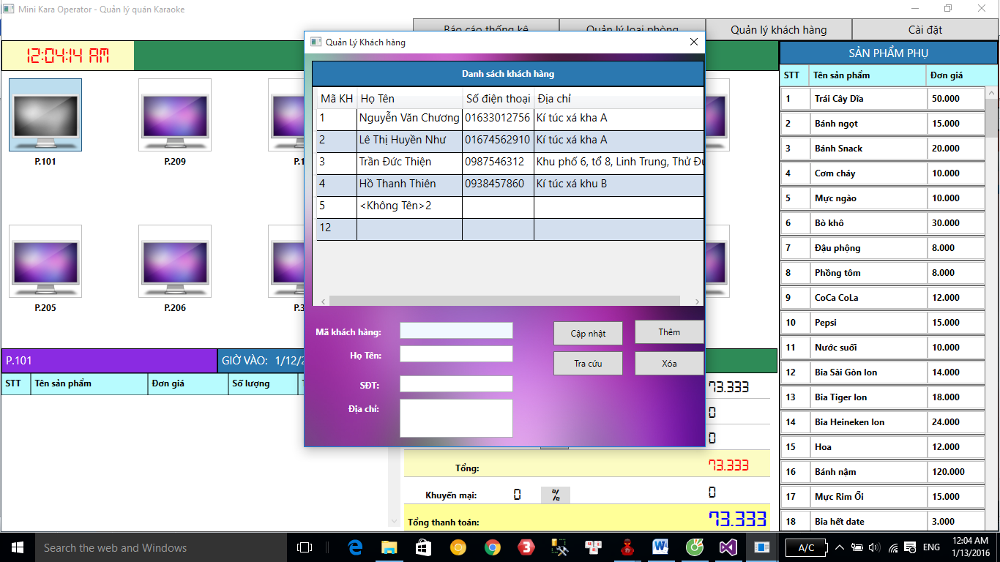 Mini Kara Operator - Quản lý quán Karaoke
Quản lý khách hàng
Cài đặt
12:04:14 AM
P.101
P.209
P.205
P.206
P.101
GIỜ VÀO: 1/12/2
STT Tên sản phẩm Đơn giá Số lượng
Quản Lý Khách hàng
Danh sách khách hàng
Mã KH Họ Tên Số điện thoại Địa chỉ
1 Nguyễn Văn Chương 01633012756 Kí túc xá kha A
2 Lê Thị Huyền Như 01674562910 Kí túc xá kha A
3 Trần Đức Thiện 0987546312 Khu phố 6, tổ 8, Linh Trung, Thử Đu
4 Hồ Thanh Thiên 0938457860 Kí túc xá khu B
5 <Không Tên>2
12
Mã khách hàng:
Họ Tên:
SĐT:
Địa chỉ:
Cập nhật
Thêm
Tra cứu
Xóa
73.333
0
0
Tổng: 73.333
Khuyến mại: 0 % 0
Tổng thanh toán: 73.333
SẢN PHẨM PHỤ
STT Tên sản phẩm Đơn giá
1 Trái Cây Dĩa 50.000
2 Bánh ngọt 15.000
3 Bánh Snack 20.000
4 Cơm cháy 10.000
5 Mực ngào 10.000
6 Bò khô 30.000
7 Đậu phộng 8.000
8 Phồng tôm 8.000
9 CoCa CoLa 12.000
10 Pepsi 15.000
11 Nước suối 10.000
12 Bia Sài Gòn lon 14.000
13 Bia Tiger lon 18.000
14 Bia Heineken lon 24.000
15 Hoa 12.000
16 Bánh nậm 120.000
17 Mực Rim Ổi 15.000
18 Bia hết date 3.000
Search the web and Windows
A/C
ENG
12:04 AM
1/13/2016